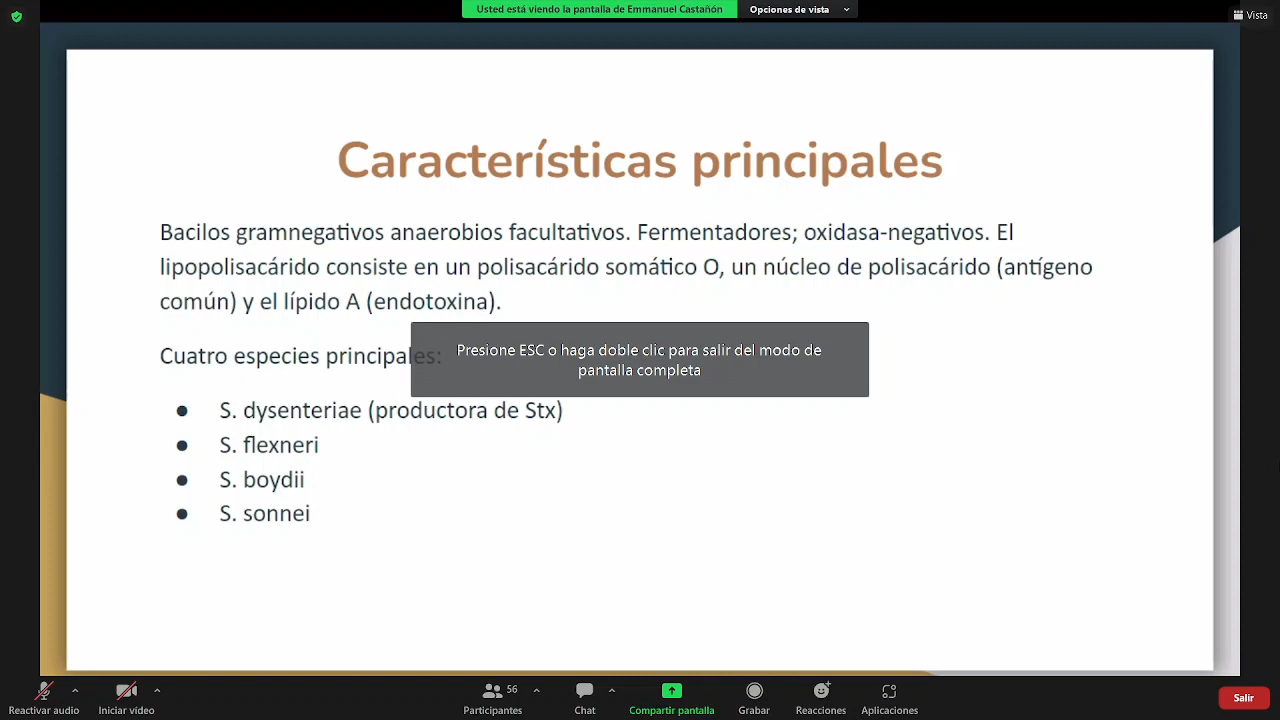 Usted está viendo la pantalla de Emmanuel Castañón
Opciones de vista
Vista
Características principales
Bacilos gramnegativos anaerobios facultativos. Fermentadores; oxidasa-negativos. El
lipopolisacárido consiste en un polisacárido somático O, un núcleo de polisacárido (antígeno
común) y el lípido A (endotoxina).
Cuatro especies principales:
Presione ESC o haga doble clic para salir del modo de
pantalla completa
● S. dysenteriae (productora de Stx)
● S. flexneri
● S. boydii
● S. sonnei
Reactivar audio
Iniciar vídeo
56
Participantes
Chat
Compartir pantalla
Grabar
Reacciones
Aplicaciones
Salir